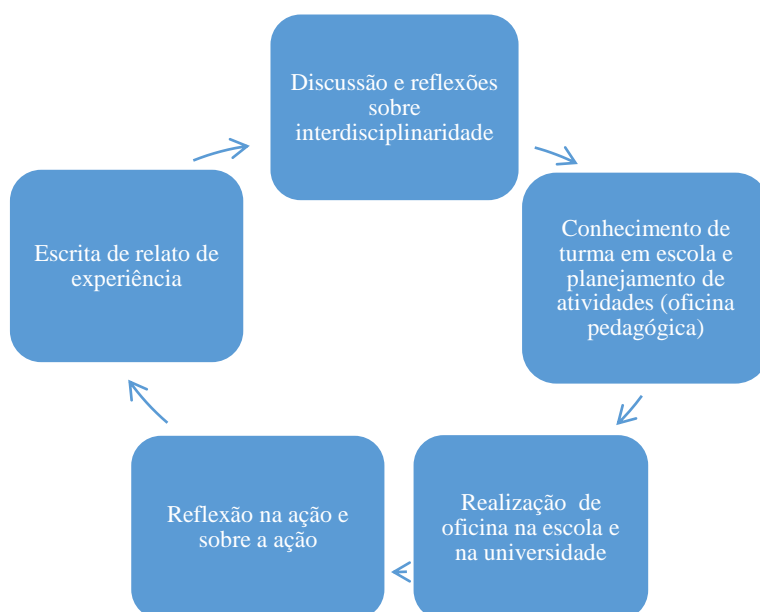 Discussão e reflexões
sobre
interdisciplinaridade
Conhecimento de
turma em escola e
planejamento de
atividades (oficina
pedagógica)
Realização de
oficina na escola e
na universidade
Reflexão na ação e
sobre a ação
Escrita de relato de
experiência